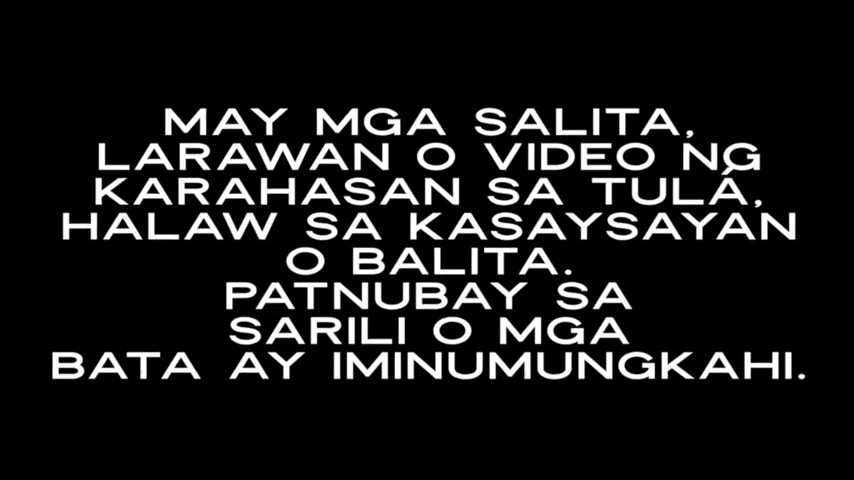 MAY MGA SALITA,
LARAWAN O VIDEO NG
KARAHASAN SA TULÁ,
HALAW SA KASAYSAYAN
O BALITA.
PATNUBAY SA
SARILI O MGA
BATA AY IMINUMUNGKAHI.